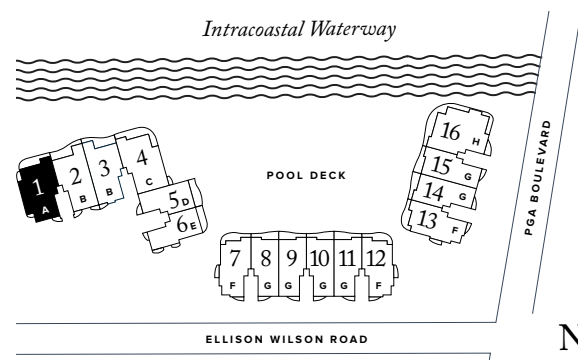 Intracoastal Waterway
1
A
2
B
3
B
4
C
5 D
6 E
POOL DECK
16
H
15
G
14
G
13
F
7
F
8
G
9
G
10
G
11
G
12
F
PGA BOULEVARD
ELLISON WILSON ROAD
N